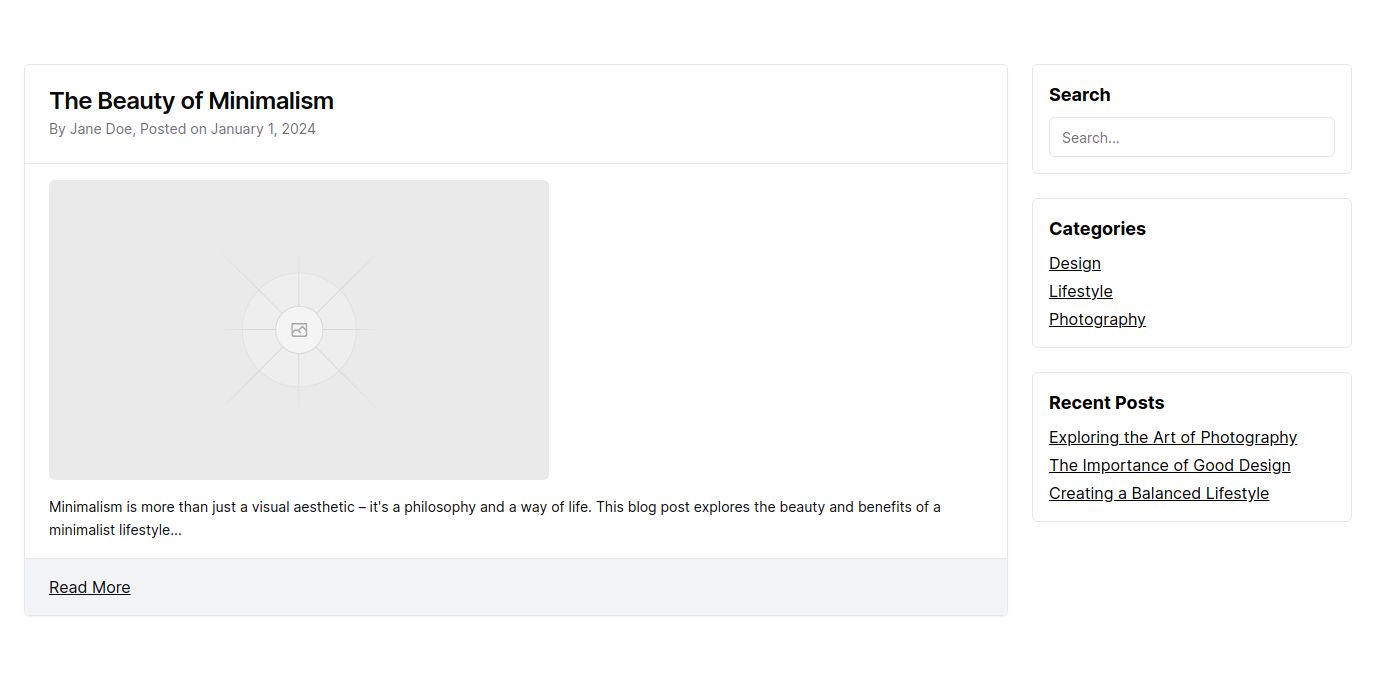 The Beauty of Minimalism
By Jane Doe, Posted on January 1, 2024
Minimalism is more than just a visual aesthetic – it's a philosophy and a way of life. This blog post explores the beauty and benefits of a
minimalist lifestyle...
Read More
Search
Search...
Categories
Design
Lifestyle
Photography
Recent Posts
Exploring the Art of Photography
The Importance of Good Design
Creating a Balanced Lifestyle